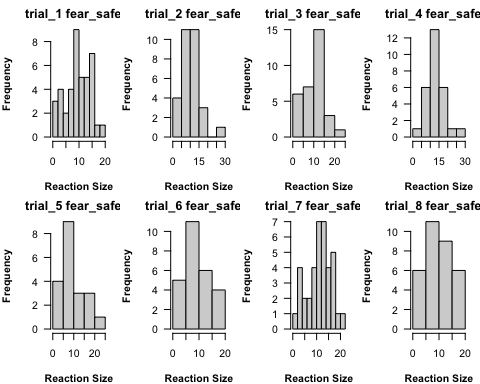 trial_1 fear_safe trial_2 fear_safe trial_3 fear_safe trial_4 fear_safe
Frequency Frequency Frequency Frequency
8 10 15 12
6 8 10 10
4 6 5 8
2 4 0 6
0 2 4
0 2
0
0 10 20 0 15 30 0 10 20 0 15 30
Reaction Size Reaction Size Reaction Size Reaction Size
trial_5 fear_safe trial_6 fear_safe trial_7 fear_safe trial_8 fear_safe
Frequency Frequency Frequency Frequency
8 10 7 10
6 8 6 8
4 6 5 6
2 4 4 4
0 2 3 2
0 2 0
1
0
0 10 20 0 10 20 0 10 20 0 10 20
Reaction Size Reaction Size Reaction Size Reaction Size